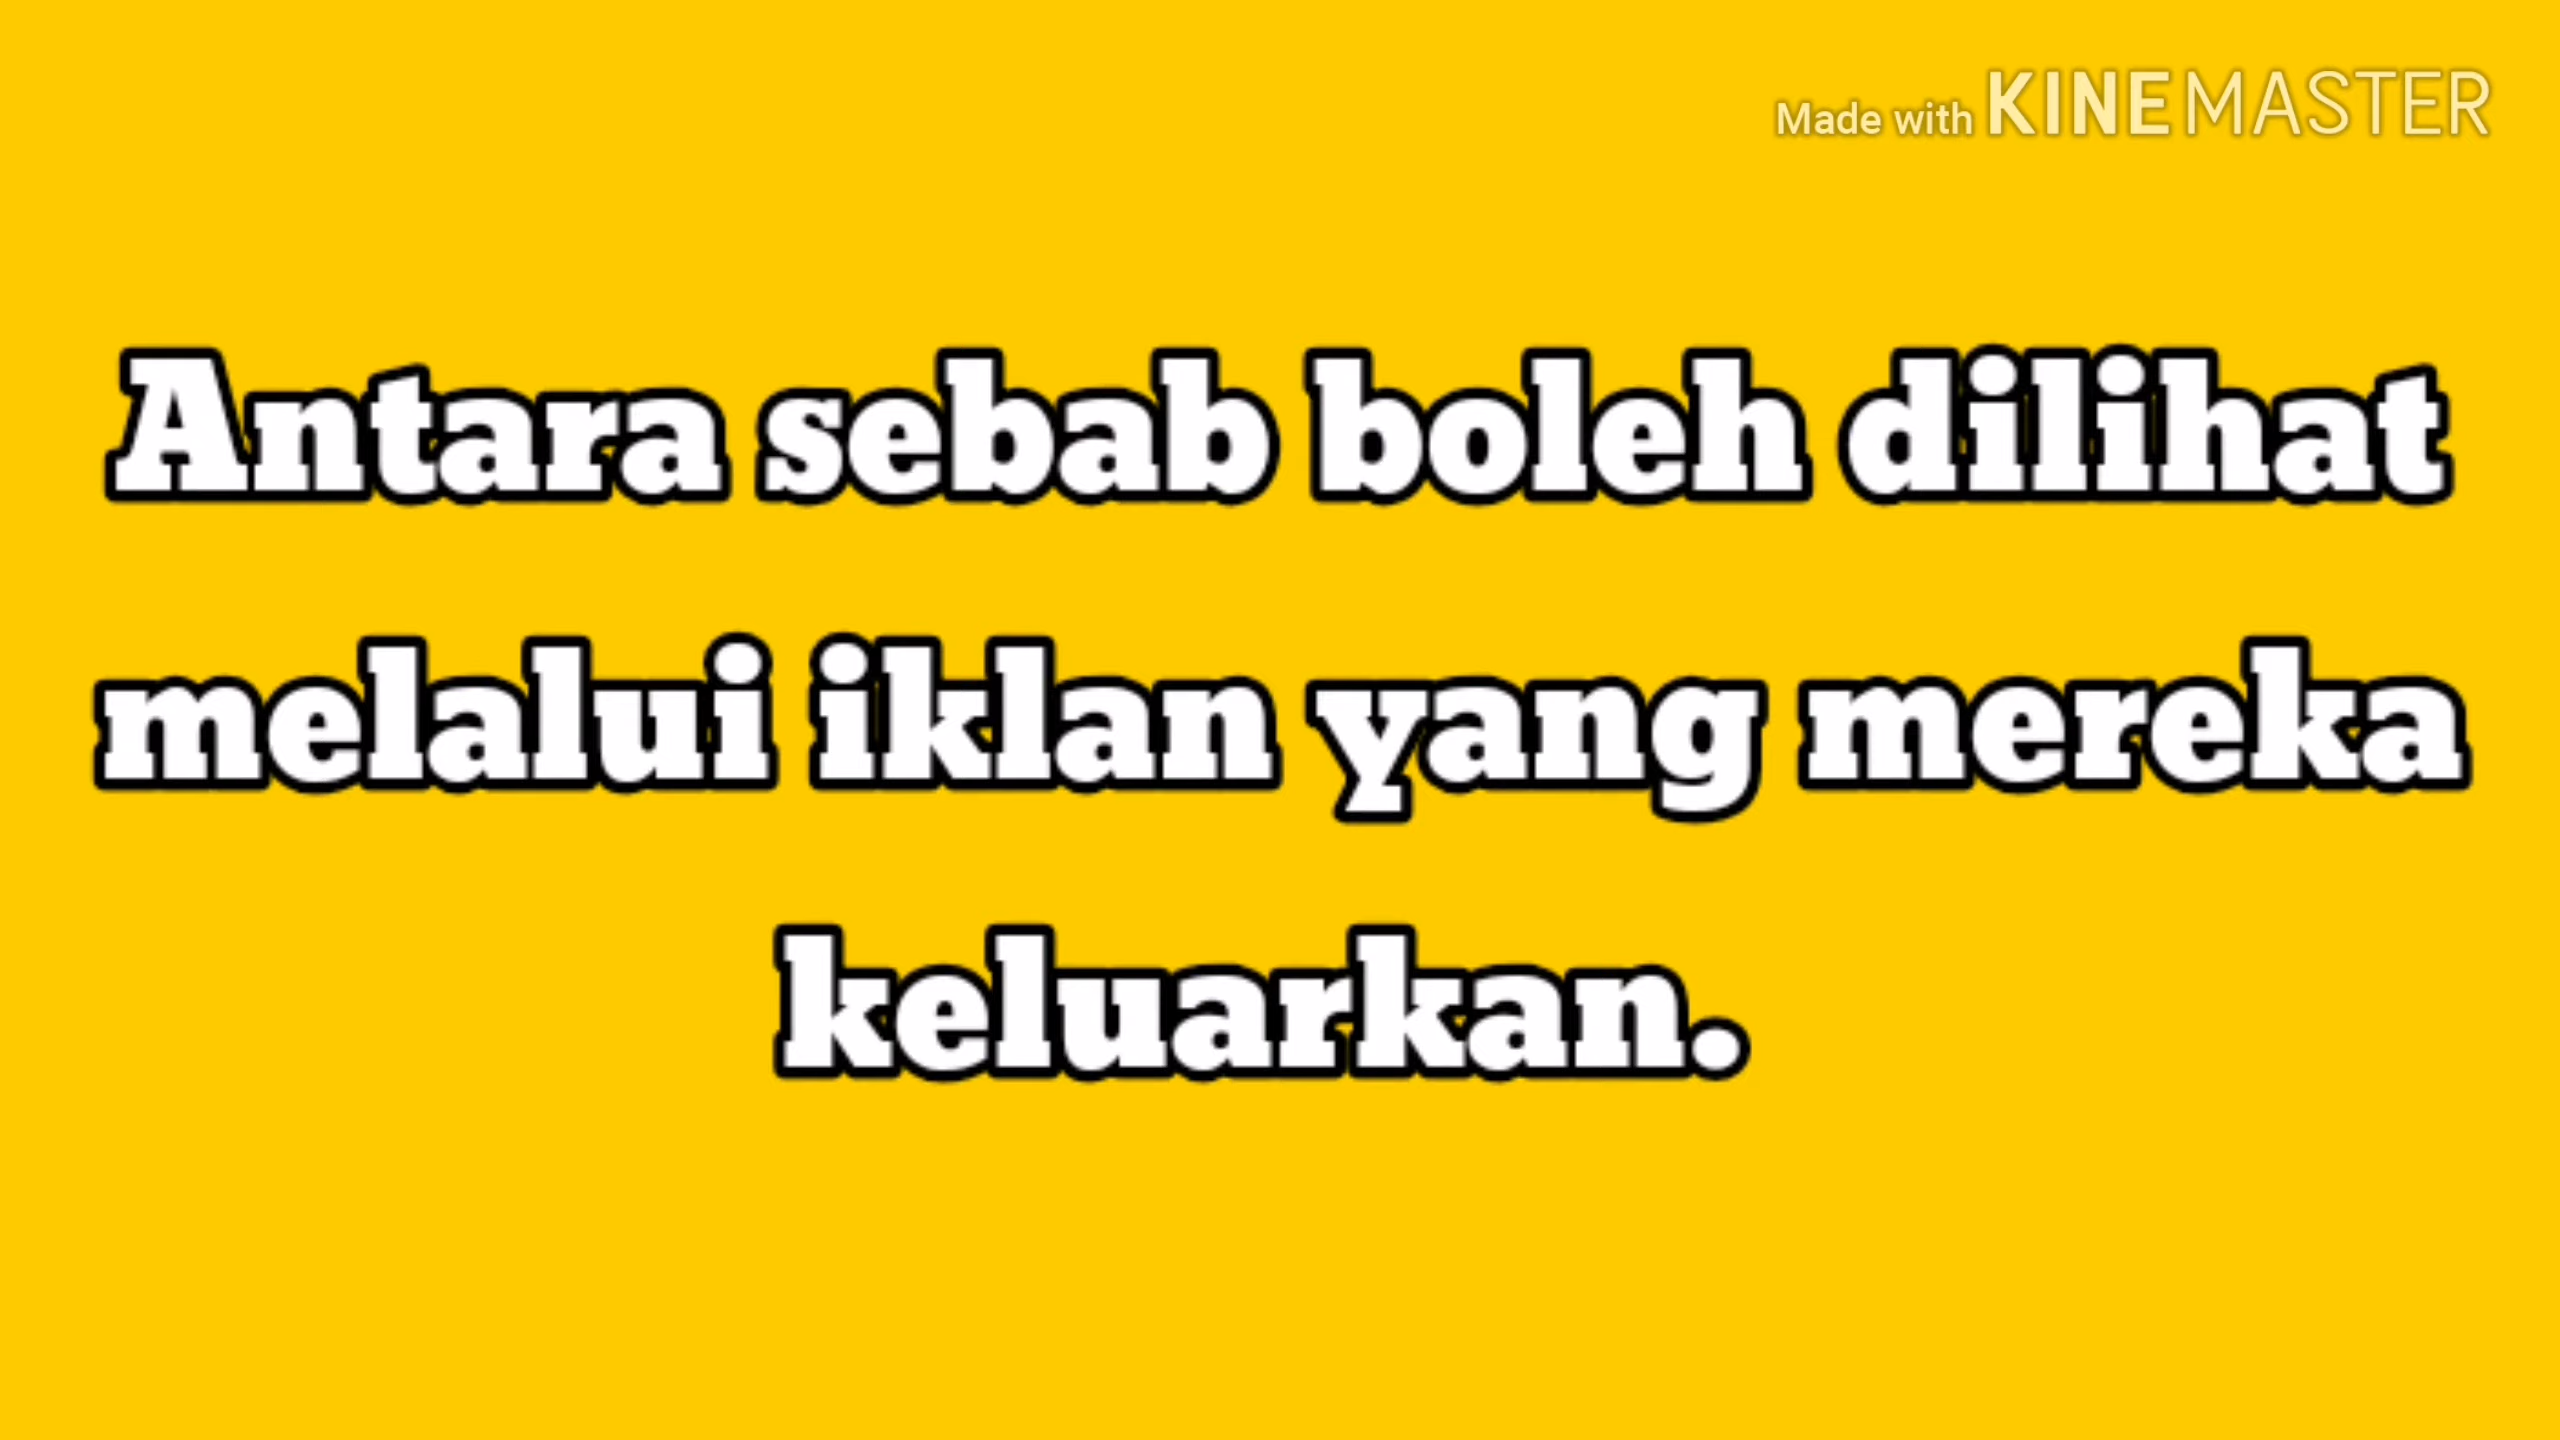 Made with KINEMASTER
Antara sebab boleh dilihat
melalui iklan yang mereka
keluarkan.